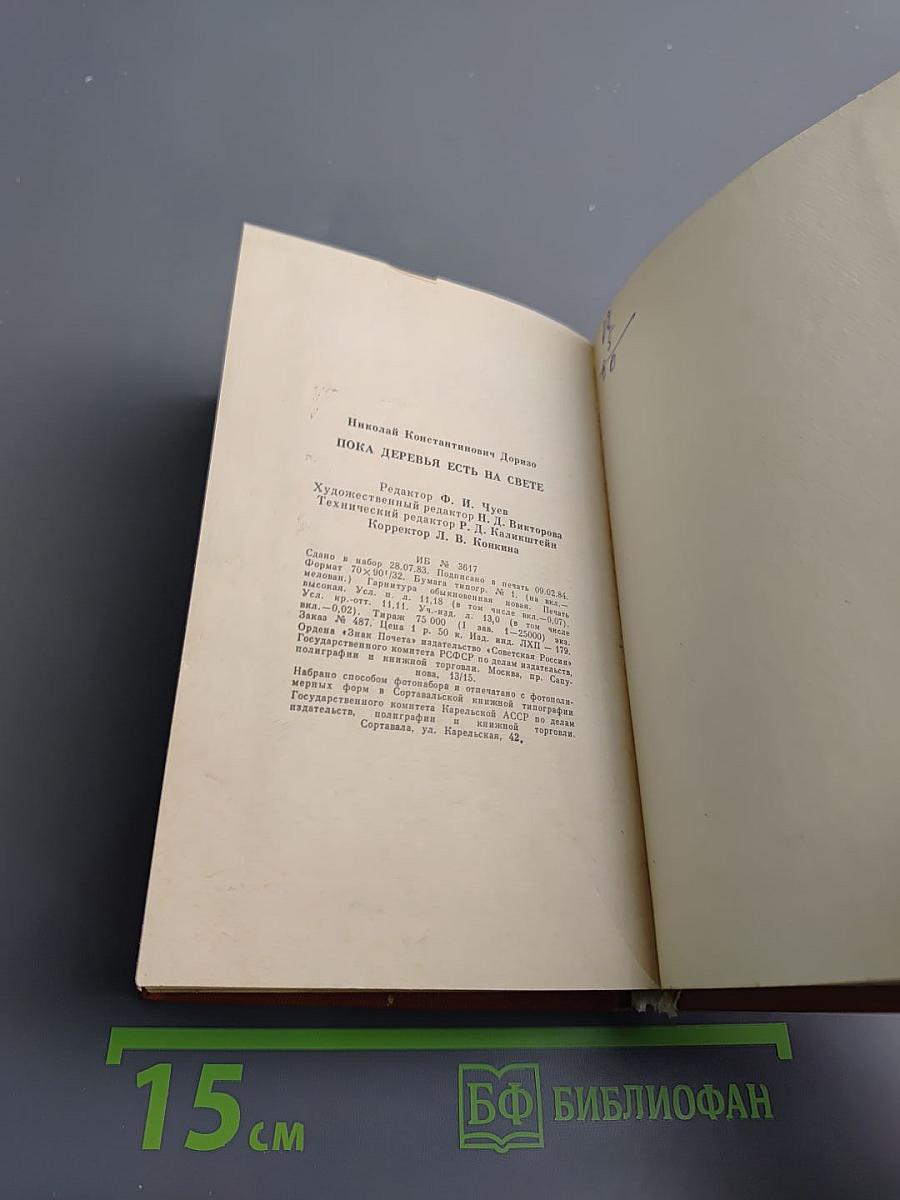 Николай Константинович Доризо
ПОКА ДЕРЕВЬЯ ЕСТЬ НА СВЕТЕ
Редактор Ф. И. Чуев
Художественный редактор Н. Д. Викторова
Технический редактор Р. Д. Каликштейн
Корректор Л. В. Конкина
ИБ № 3617
Сдано в набор 28.07.83. Подписано в печать 09.02.84.
Формат 70×90¹/32. Бумага типогр. № 1. (на вкл.—
мелован.) Гарнитура обыкновенная новая. Печать
высокая. Усл. п. л. 11,18 (в том числе вкл.—0,07).
Усл. кр.-отт. 11,11. Уч.-изд. л. 13,0 (в том числе
вкл.—0,02). Тираж 75 000 (1 зав. 1—25000) экз.
Заказ № 487. Цена 1 р. 50 к. Изд. инд. ЛХП — 179.
Ордена «Знак Почета» издательство «Советская Россия»
Государственного комитета РСФСР по делам издательств,
полиграфии и книжной торговли. Москва, пр. Сапу-
нова, 13/15.
Набрано способом фотонабора и отпечатано с фотополи-
мерных форм в Сортавальской книжной типографии
Государственного комитета Карельской АССР по делам
издательств, полиграфии и книжной торговли.
Сортавала, ул. Карельская, 42.
15 см
БФ БИБЛИОФАН